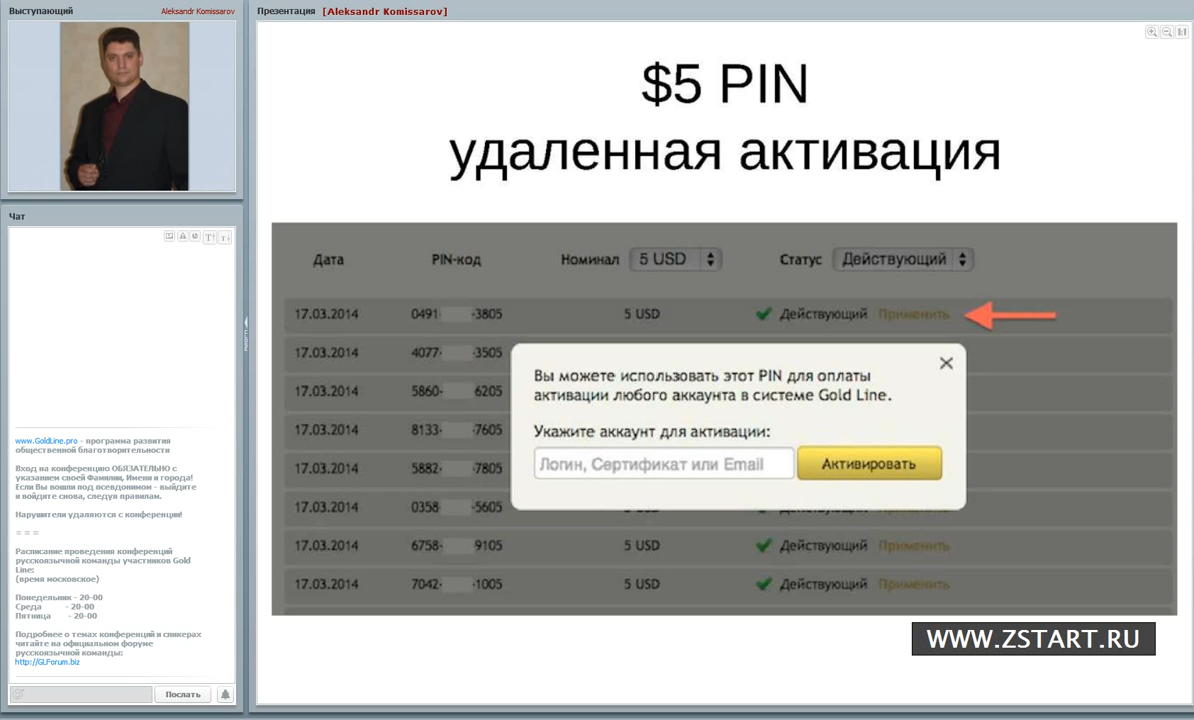 Выступающий
Aleksandr Komissarov
Чат
www.GoldLine.pro - программа развития
общественной благотворительности
Вход на конференцию ОБЯЗАТЕЛЬНО с
указанием своей Фамилии, Имени и города!
Если Вы вошли под псевдонимом - выйдите
и войдите снова, следуя правилам.
Нарушители удаляются с конференции!
= = =
Расписание проведения конференций
русскоязычной команды участников Gold
Line:
(время московское)
Понедельник - 20-00
Среда - 20-00
Пятница - 20-00
Подробнее о темах конференций и спикерах
читайте на официальном форуме
русскоязычной команды:
http://GLForum.biz
Послать
Презентация [Aleksandr Komissarov]
$5 PIN
удаленная активация
Дата PIN-код Номинал 5 USD Статус Действующий
17.03.2014 0491- -3805 5 USD Действующий Применить
17.03.2014 4077- -3505
17.03.2014 5860- 6205
17.03.2014 8133- -7605
17.03.2014 5882- -7805
17.03.2014 0358 -5605
17.03.2014 6758- 9105 5 USD Действующий Применить
17.03.2014 7042- -1005 5 USD Действующий Применить
Вы можете использовать этот PIN для оплаты
активации любого аккаунта в системе Gold Line.
Укажите аккаунт для активации:
Логин, Сертификат или Email Активировать
WWW.ZSTART.RU